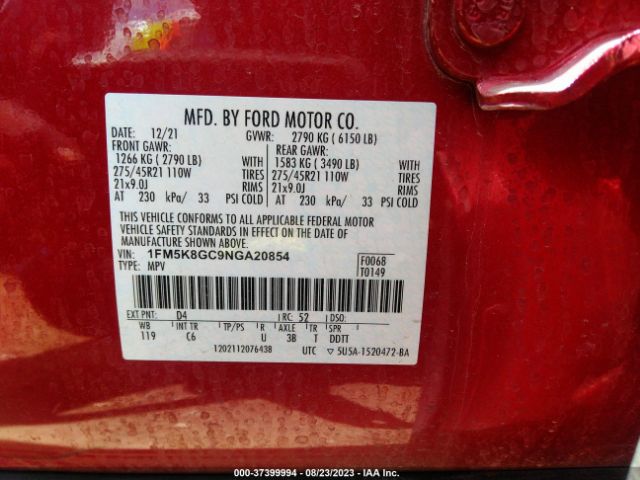 MFD. BY FORD MOTOR CO.
DATE: 12/21 GVWR: 2790 KG ( 6150 LB)
FRONT GAWR: REAR GAWR:
1266 KG ( 2790 LB) WITH 1583 KG ( 3490 LB) WITH
275/45R21 110W TIRES 275/45R21 110W TIRES
21x9.0J RIMS 21x9.0J RIMS
AT 230 kPa/ 33 PSI COLD AT 230 kPa/ 33 PSI COLD
THIS VEHICLE CONFORMS TO ALL APPLICABLE FEDERAL MOTOR
VEHICLE SAFETY STANDARDS IN EFFECT ON THE DATE OF
MANUFACTURE SHOWN ABOVE.
VIN: 1FM5K8GC9NGA20854 F0068
TYPE: MPV T0149
EXT PNT: D4 RC: 52 DSO:
WB INT TR TP/PS R AXLE TR SPR
119 C6 U 3B T DDTT
1202112076438 UTC ▽ 5U5A-1520472-BA
000-37399994 - 08/23/2023 - IAA Inc.